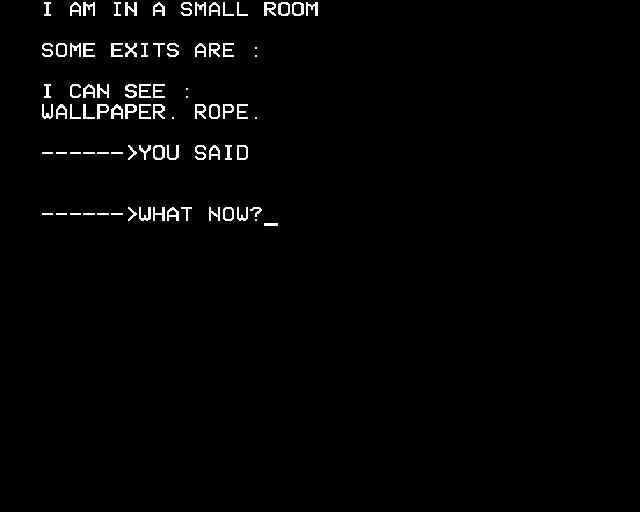 I AM IN A SMALL ROOM
SOME EXITS ARE :
I CAN SEE :
WALLPAPER. ROPE.
------>YOU SAID
------>WHAT NOW?_